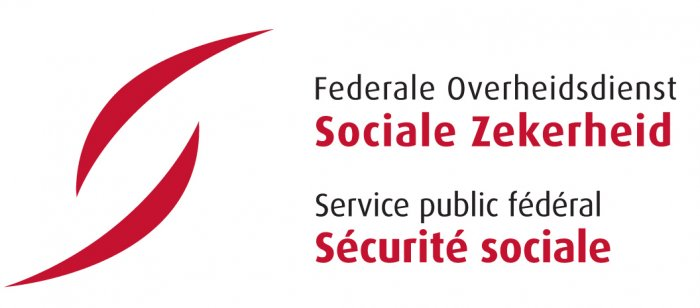 Federale Overheidsdienst
Sociale Zekerheid
Service public fédéral
Sécurité sociale